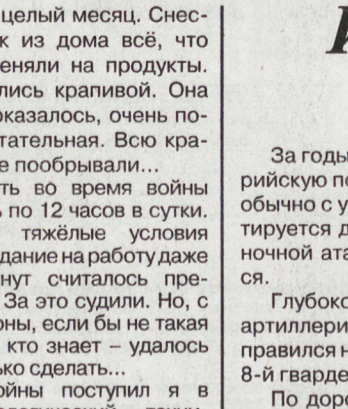 целый месяц. Снес-
к из дома всё, что
еняли на продукты.
лись крапивой. Она
оказалось, очень по-
тательная. Всю кра-
е пообрывали...
ть во время войны
ь по 12 часов в сутки.
тяжёлые условия
дание на работу даже
нут считалось пре-
За это судили. Но, с
оны, если бы не такая
кто знает – удалось
ько сделать...
ойны поступил я в
За годы
рийскую по
обычно с у
тируется д
ночной ата
ся.
Глубоко
артиллери
правился н
8-й гварде
По доро